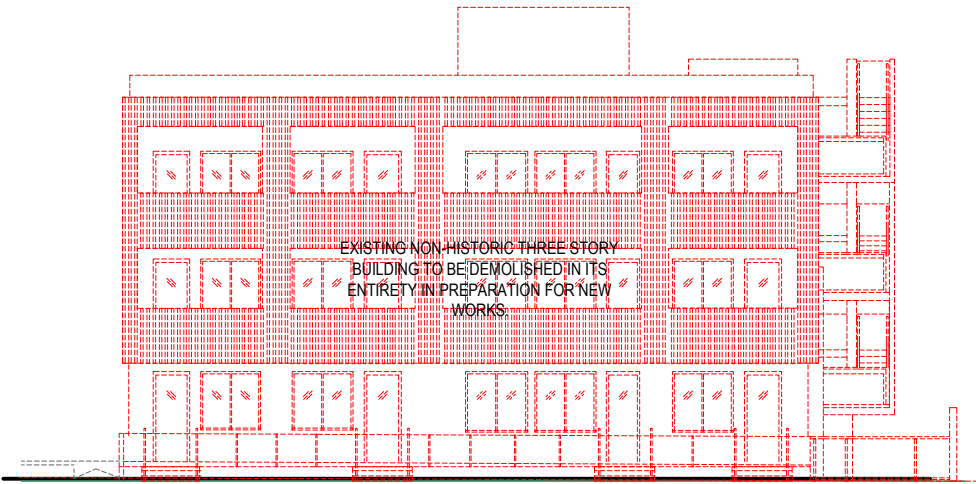 EXISTING NON-HISTORIC THREE STORY
BUILDING TO BE DEMOLISHED IN ITS
ENTIRETY IN PREPARATION FOR NEW
WORKS.